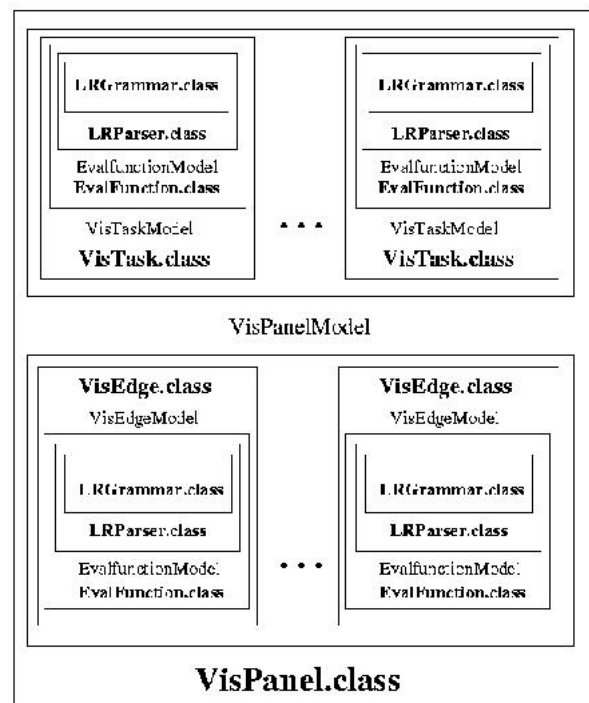 LRGrammar.class
LRParser.class
EvalfunctionModel
EvalFunction.class
VisTaskModel
VisTask.class
• • •
LRGrammar.class
LRParser.class
EvalfunctionModel
EvalFunction.class
VisTaskModel
VisTask.class
VisPanelModel
VisEdge.class
VisEdgeModel
LRGrammar.class
LRParser.class
EvalfunctionModel
EvalFunction.class
• • •
VisEdge.class
VisEdgeModel
LRGrammar.class
LRParser.class
EvalfunctionModel
EvalFunction.class
VisPanel.class